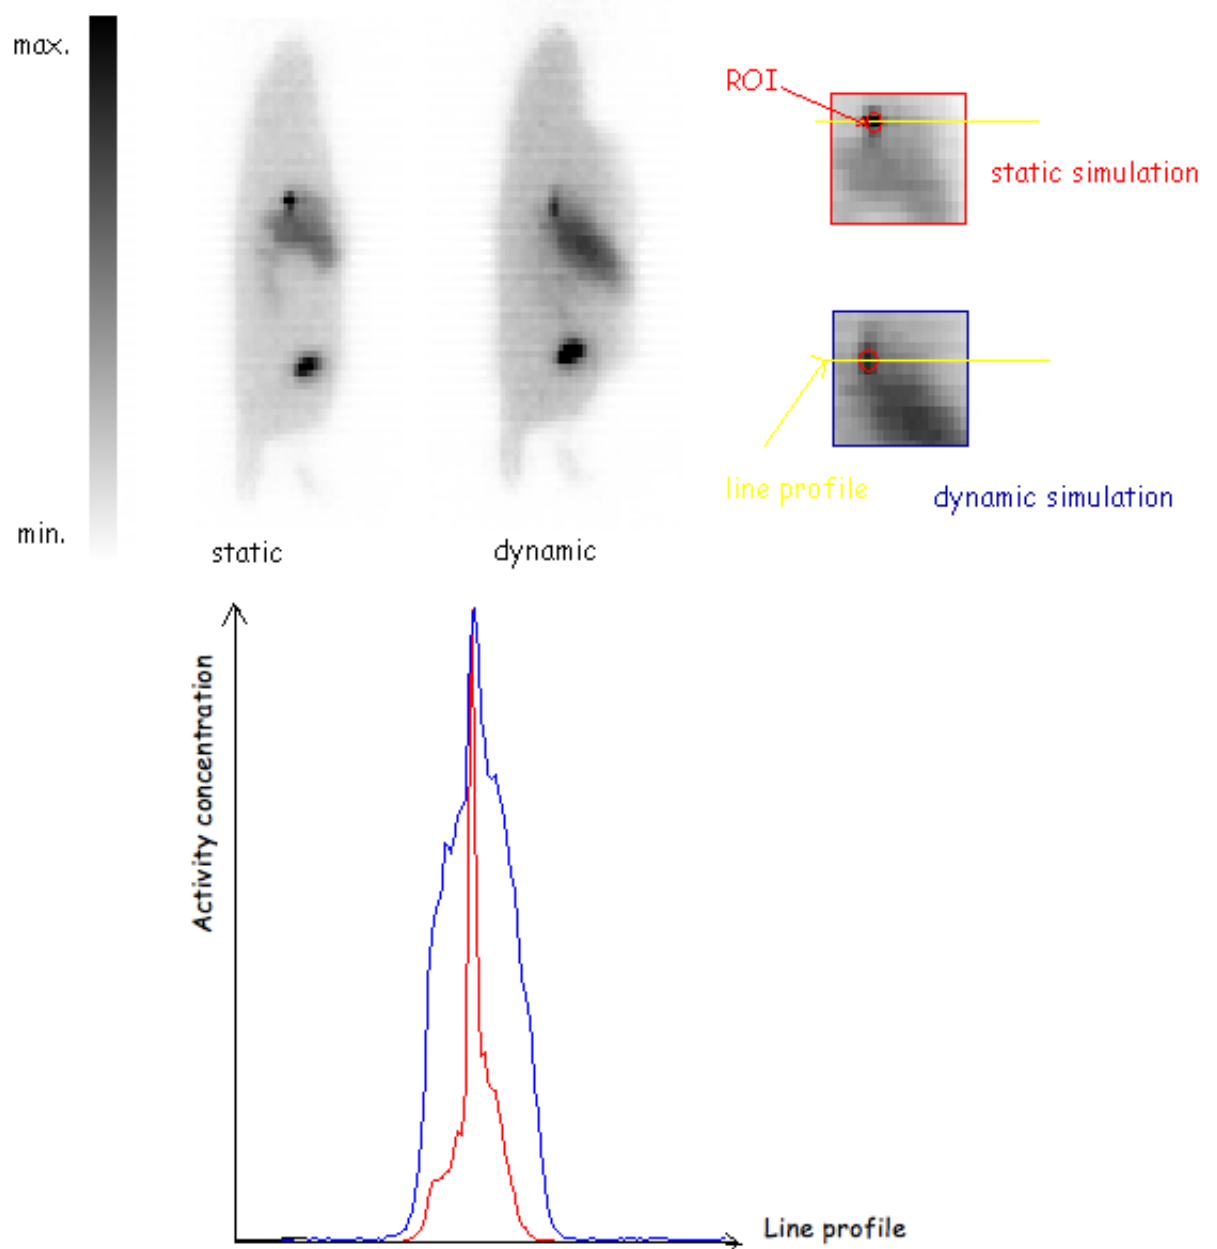 max.
min.
static
dynamic
ROI
static simulation
line profile
dynamic simulation
Activity concentration
Line profile